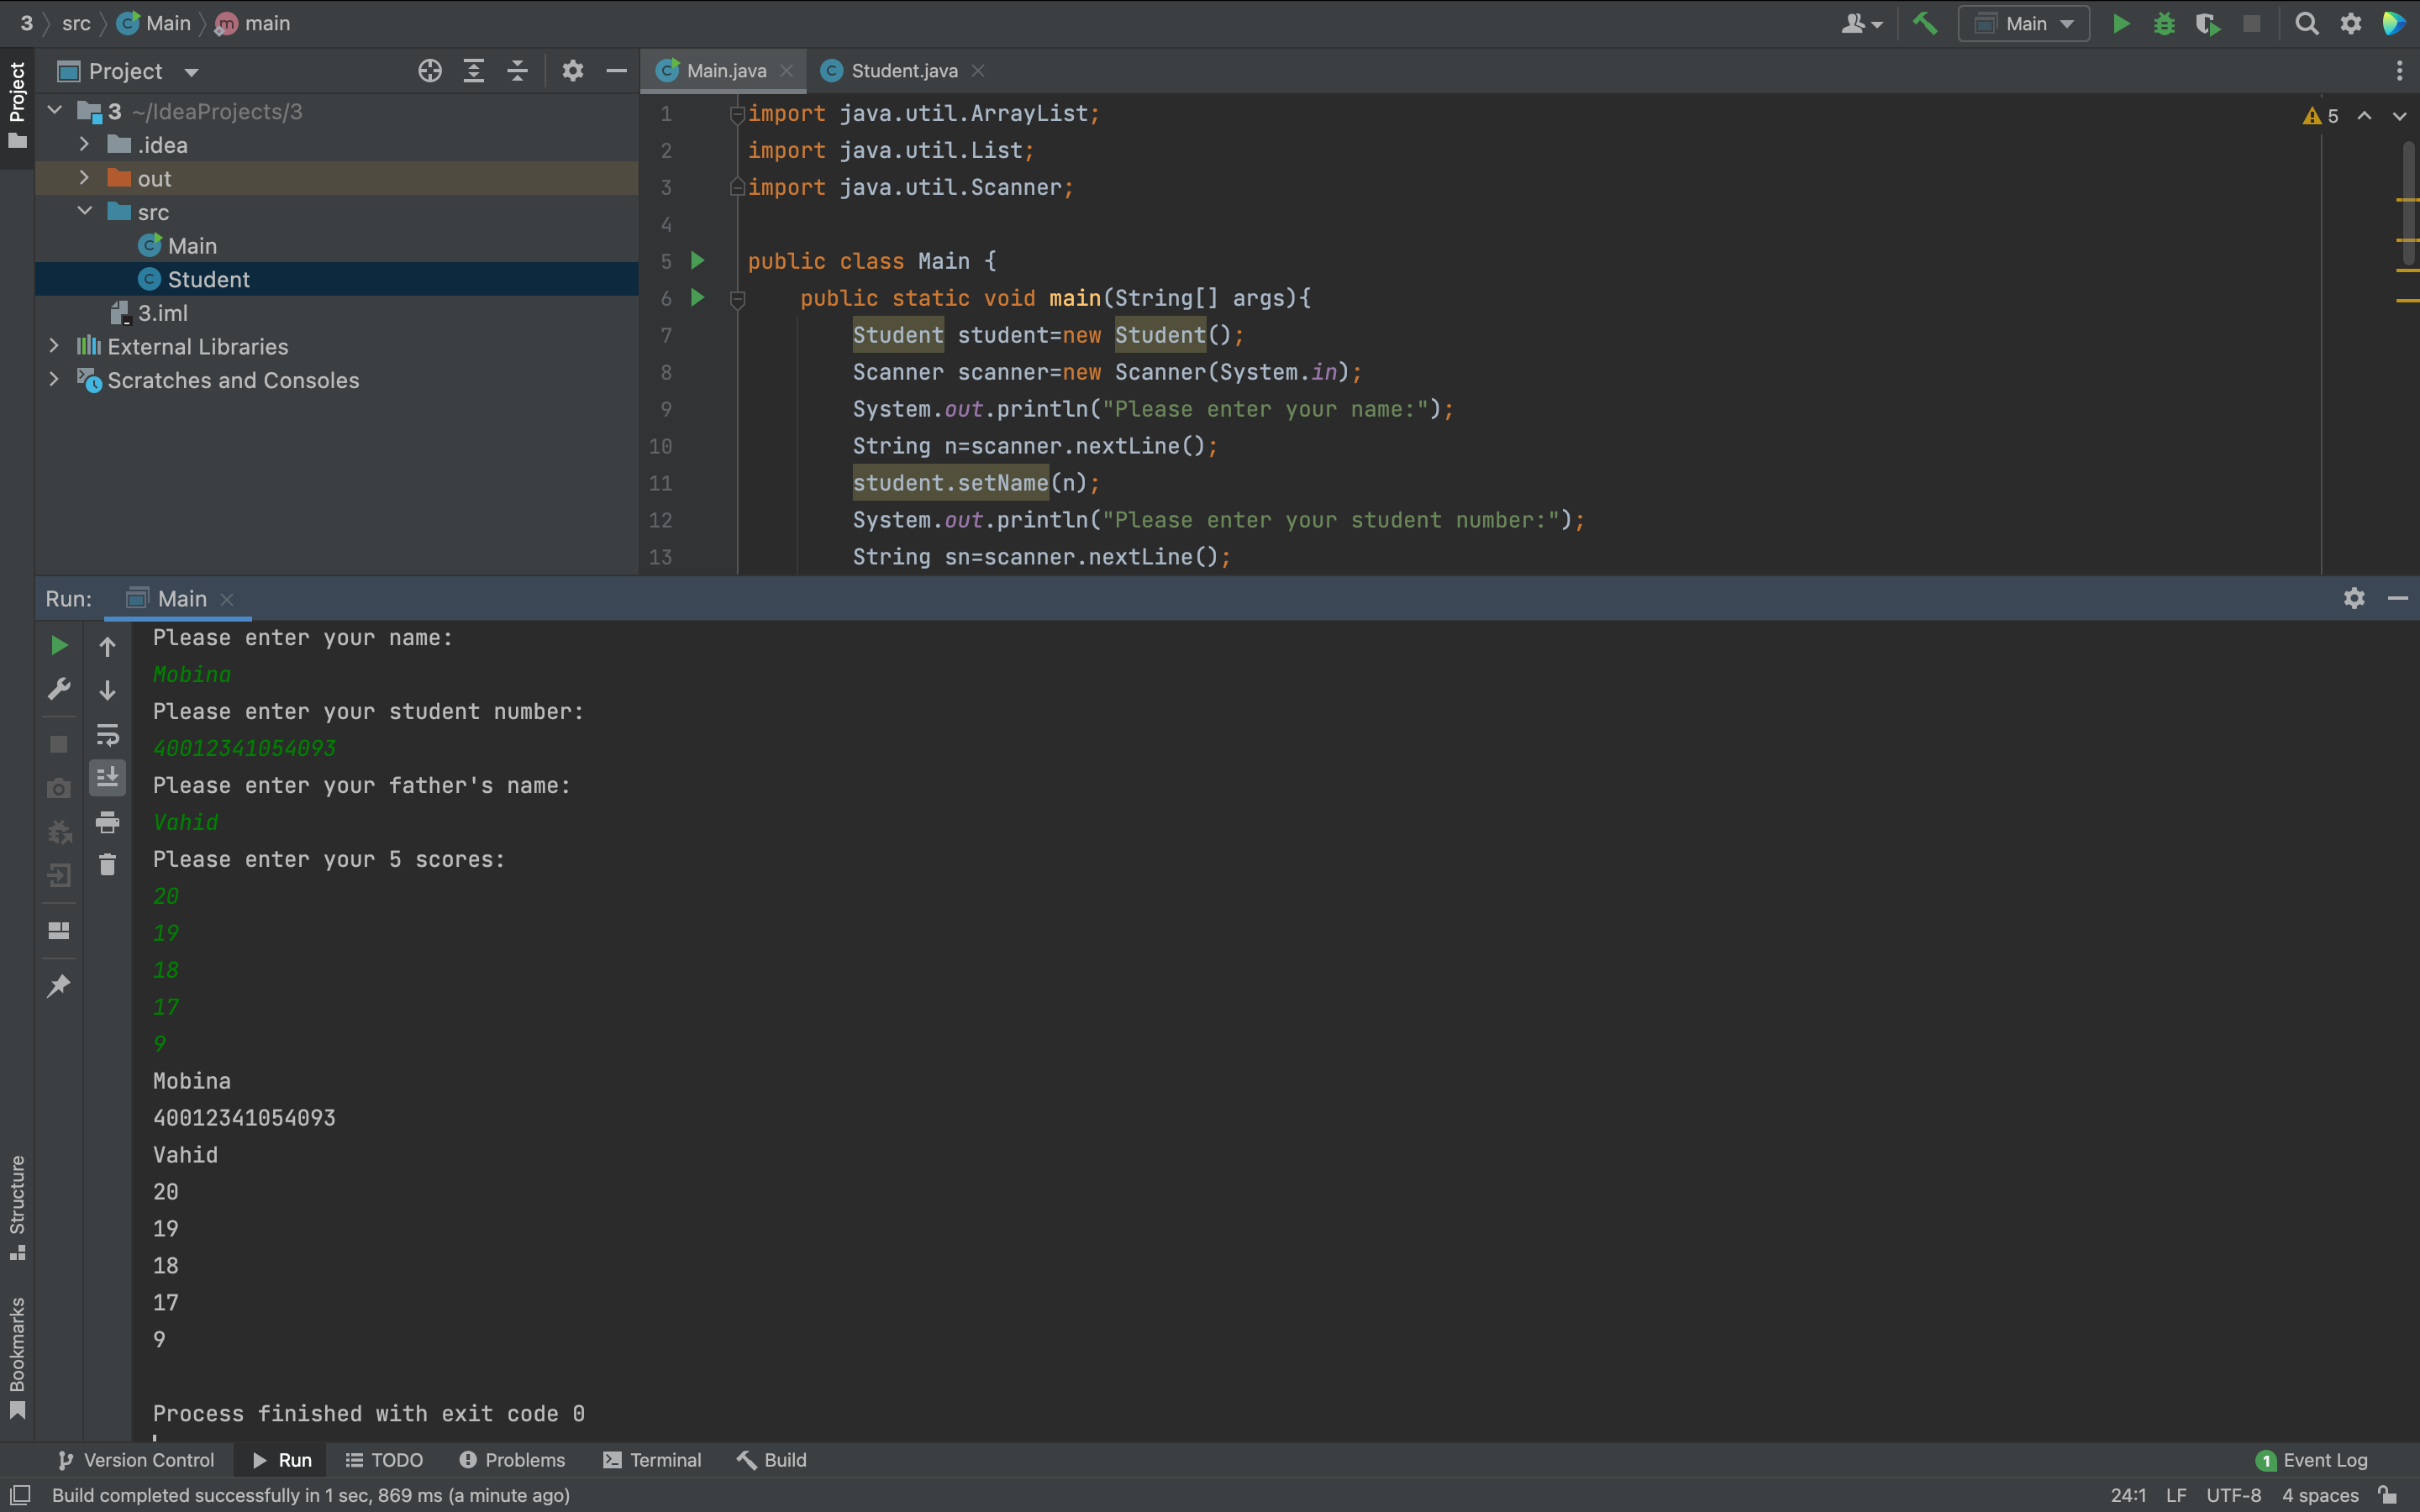 3 src Main main
Main
Project
Project
Main.java
Student.java
3 ~/IdeaProjects/3
.idea
out
src
Main
Student
3.iml
External Libraries
Scratches and Consoles
5
1 import java.util.ArrayList;
2 import java.util.List;
3 import java.util.Scanner;
4
5 public class Main {
6 public static void main(String[] args){
7 Student student=new Student();
8 Scanner scanner=new Scanner(System.in);
9 System.out.println("Please enter your name:");
10 String n=scanner.nextLine();
11 student.setName(n);
12 System.out.println("Please enter your student number:");
13 String sn=scanner.nextLine();
Run: Main
Please enter your name:
Mobina
Please enter your student number:
40012341054093
Please enter your father's name:
Vahid
Please enter your 5 scores:
20
19
18
17
9
Mobina
40012341054093
Vahid
20
19
18
17
9
Process finished with exit code 0
Structure
Bookmarks
Version Control Run TODO Problems Terminal Build 1 Event Log
Build completed successfully in 1 sec, 869 ms (a minute ago) 24:1 LF UTF-8 4 spaces